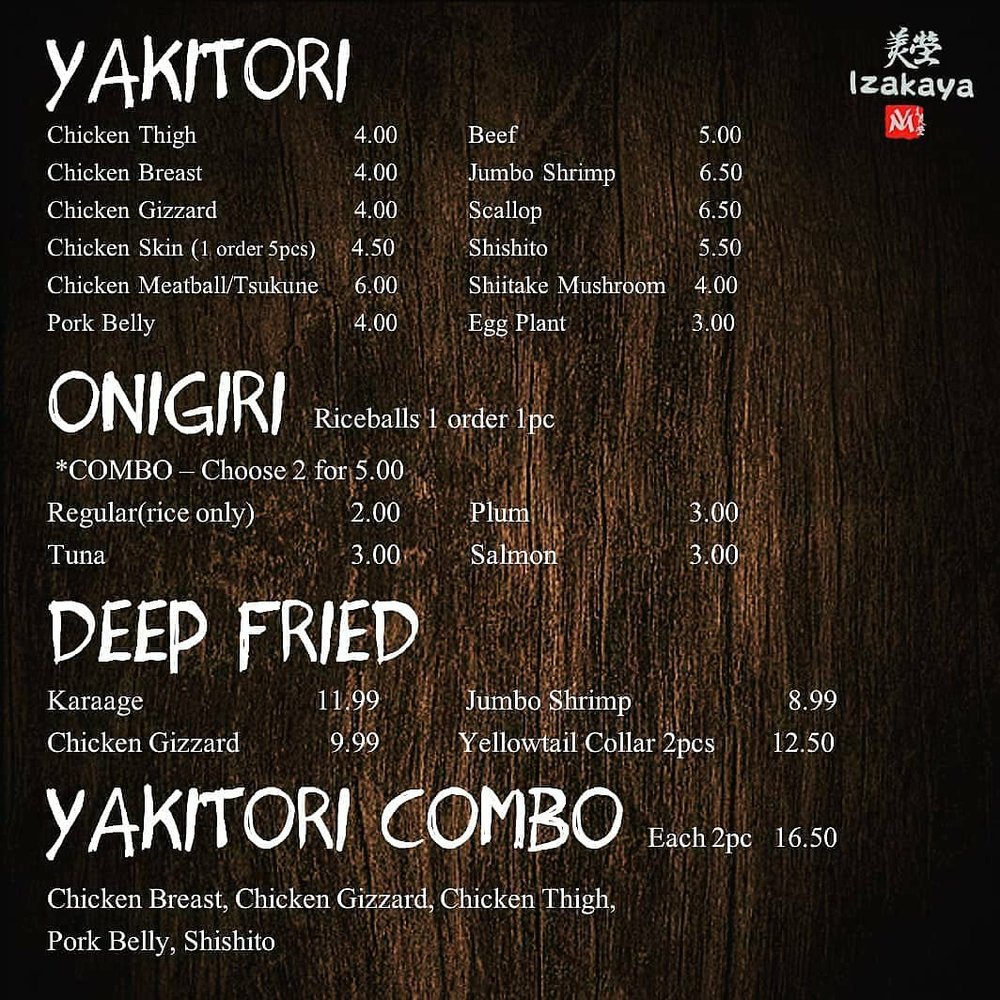 美瑩
Izakaya
YAKITORI
Chicken Thigh 4.00 Beef 5.00
Chicken Breast 4.00 Jumbo Shrimp 6.50
Chicken Gizzard 4.00 Scallop 6.50
Chicken Skin (1 order 5pcs) 4.50 Shishito 5.50
Chicken Meatball/Tsukune 6.00 Shiitake Mushroom 4.00
Pork Belly 4.00 Egg Plant 3.00
ONIGIRI Riceballs 1 order 1pc
*COMBO – Choose 2 for 5.00
Regular(rice only) 2.00 Plum 3.00
Tuna 3.00 Salmon 3.00
DEEP FRIED
Karaage 11.99 Jumbo Shrimp 8.99
Chicken Gizzard 9.99 Yellowtail Collar 2pcs 12.50
YAKITORI COMBO Each 2pc 16.50
Chicken Breast, Chicken Gizzard, Chicken Thigh,
Pork Belly, Shishito